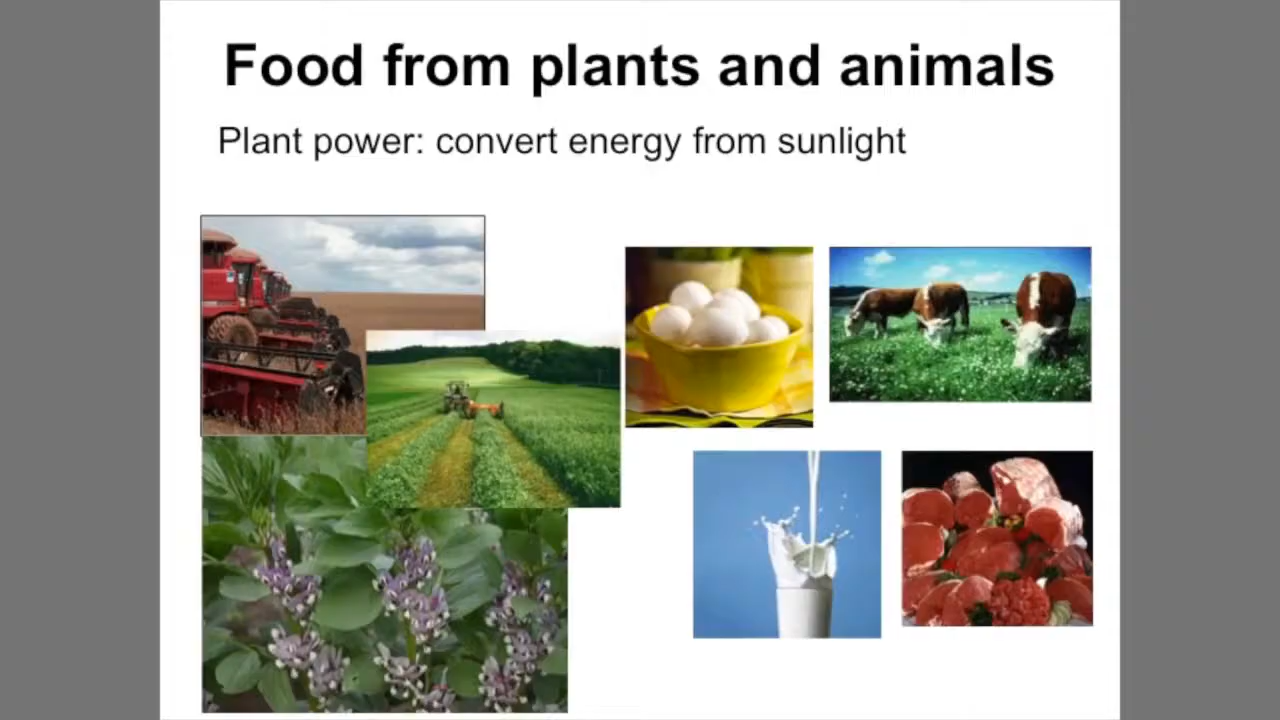 Food from plants and animals
Plant power: convert energy from sunlight